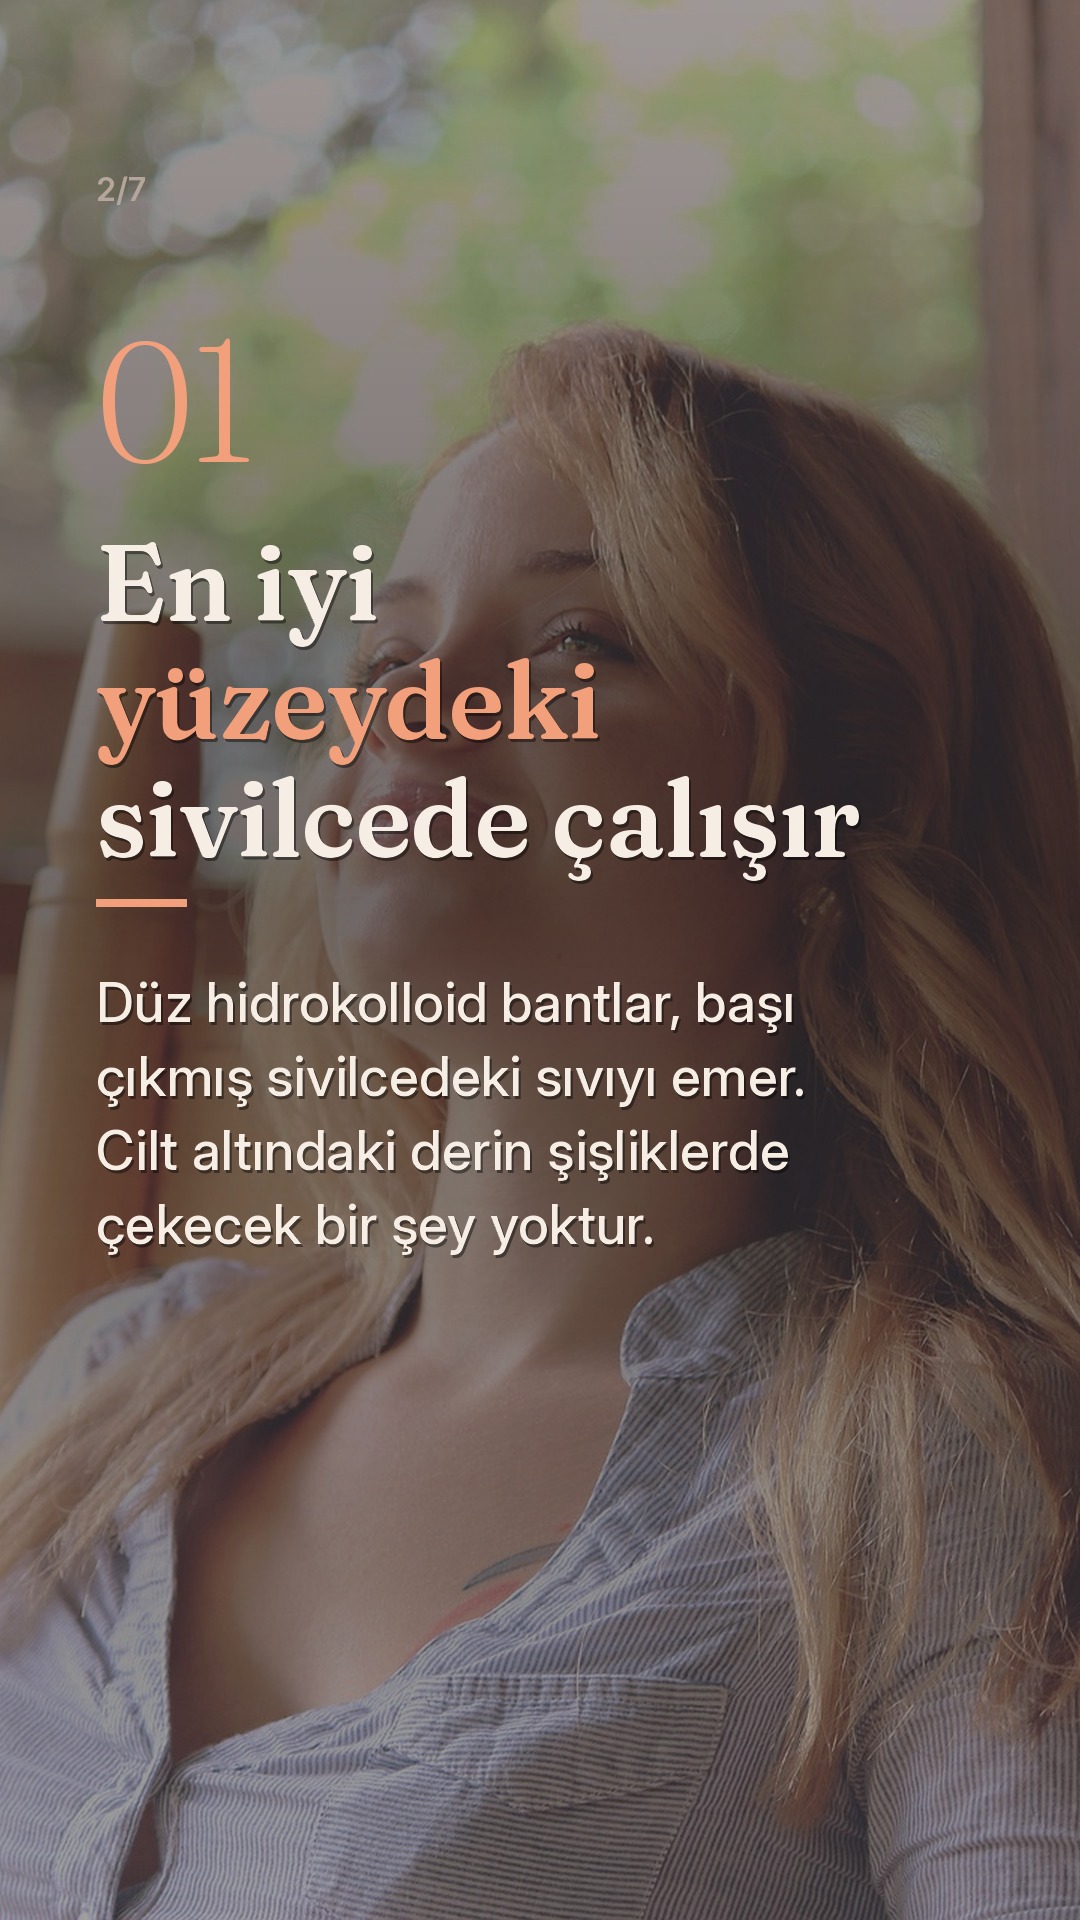 2/7
01
En iyi
yüzeydeki
sivilcede çalışır
Düz hidrokolloid bantlar, başı
çıkmış sivilcedeki sıvıyı emer.
Cilt altındaki derin şişliklerde
çekecek bir şey yoktur.